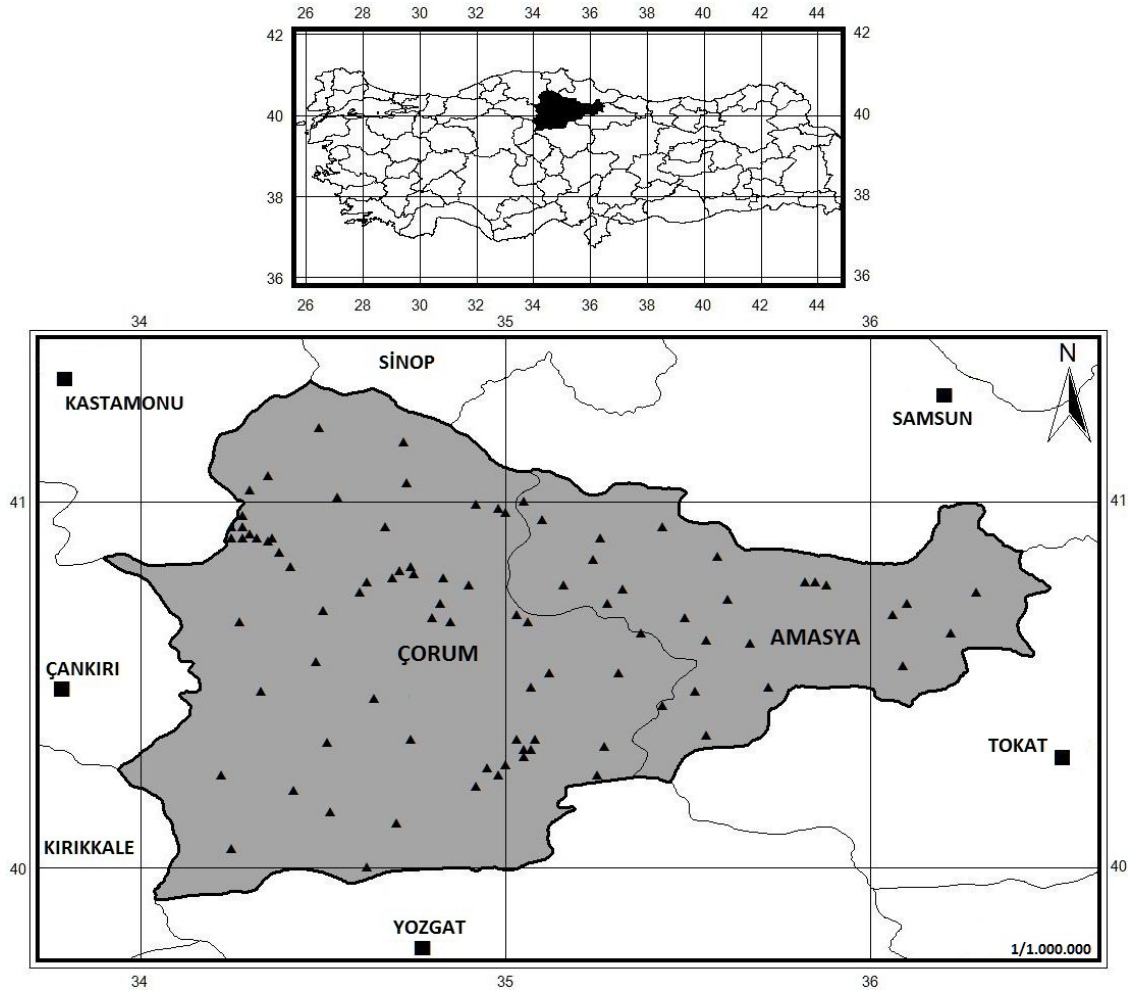 26 28 30 32 34 36 38 40 42 44
42 42
40 40
38 38
36 36
26 28 30 32 34 36 38 40 42 44
34 35 36
SİNOP
N
KASTAMONU
SAMSUN
41 41
AMASYA
ÇORUM
ÇANKIRI
TOKAT
KIRIKKALE
40 40
YOZGAT
1/1.000.000
34 35 36